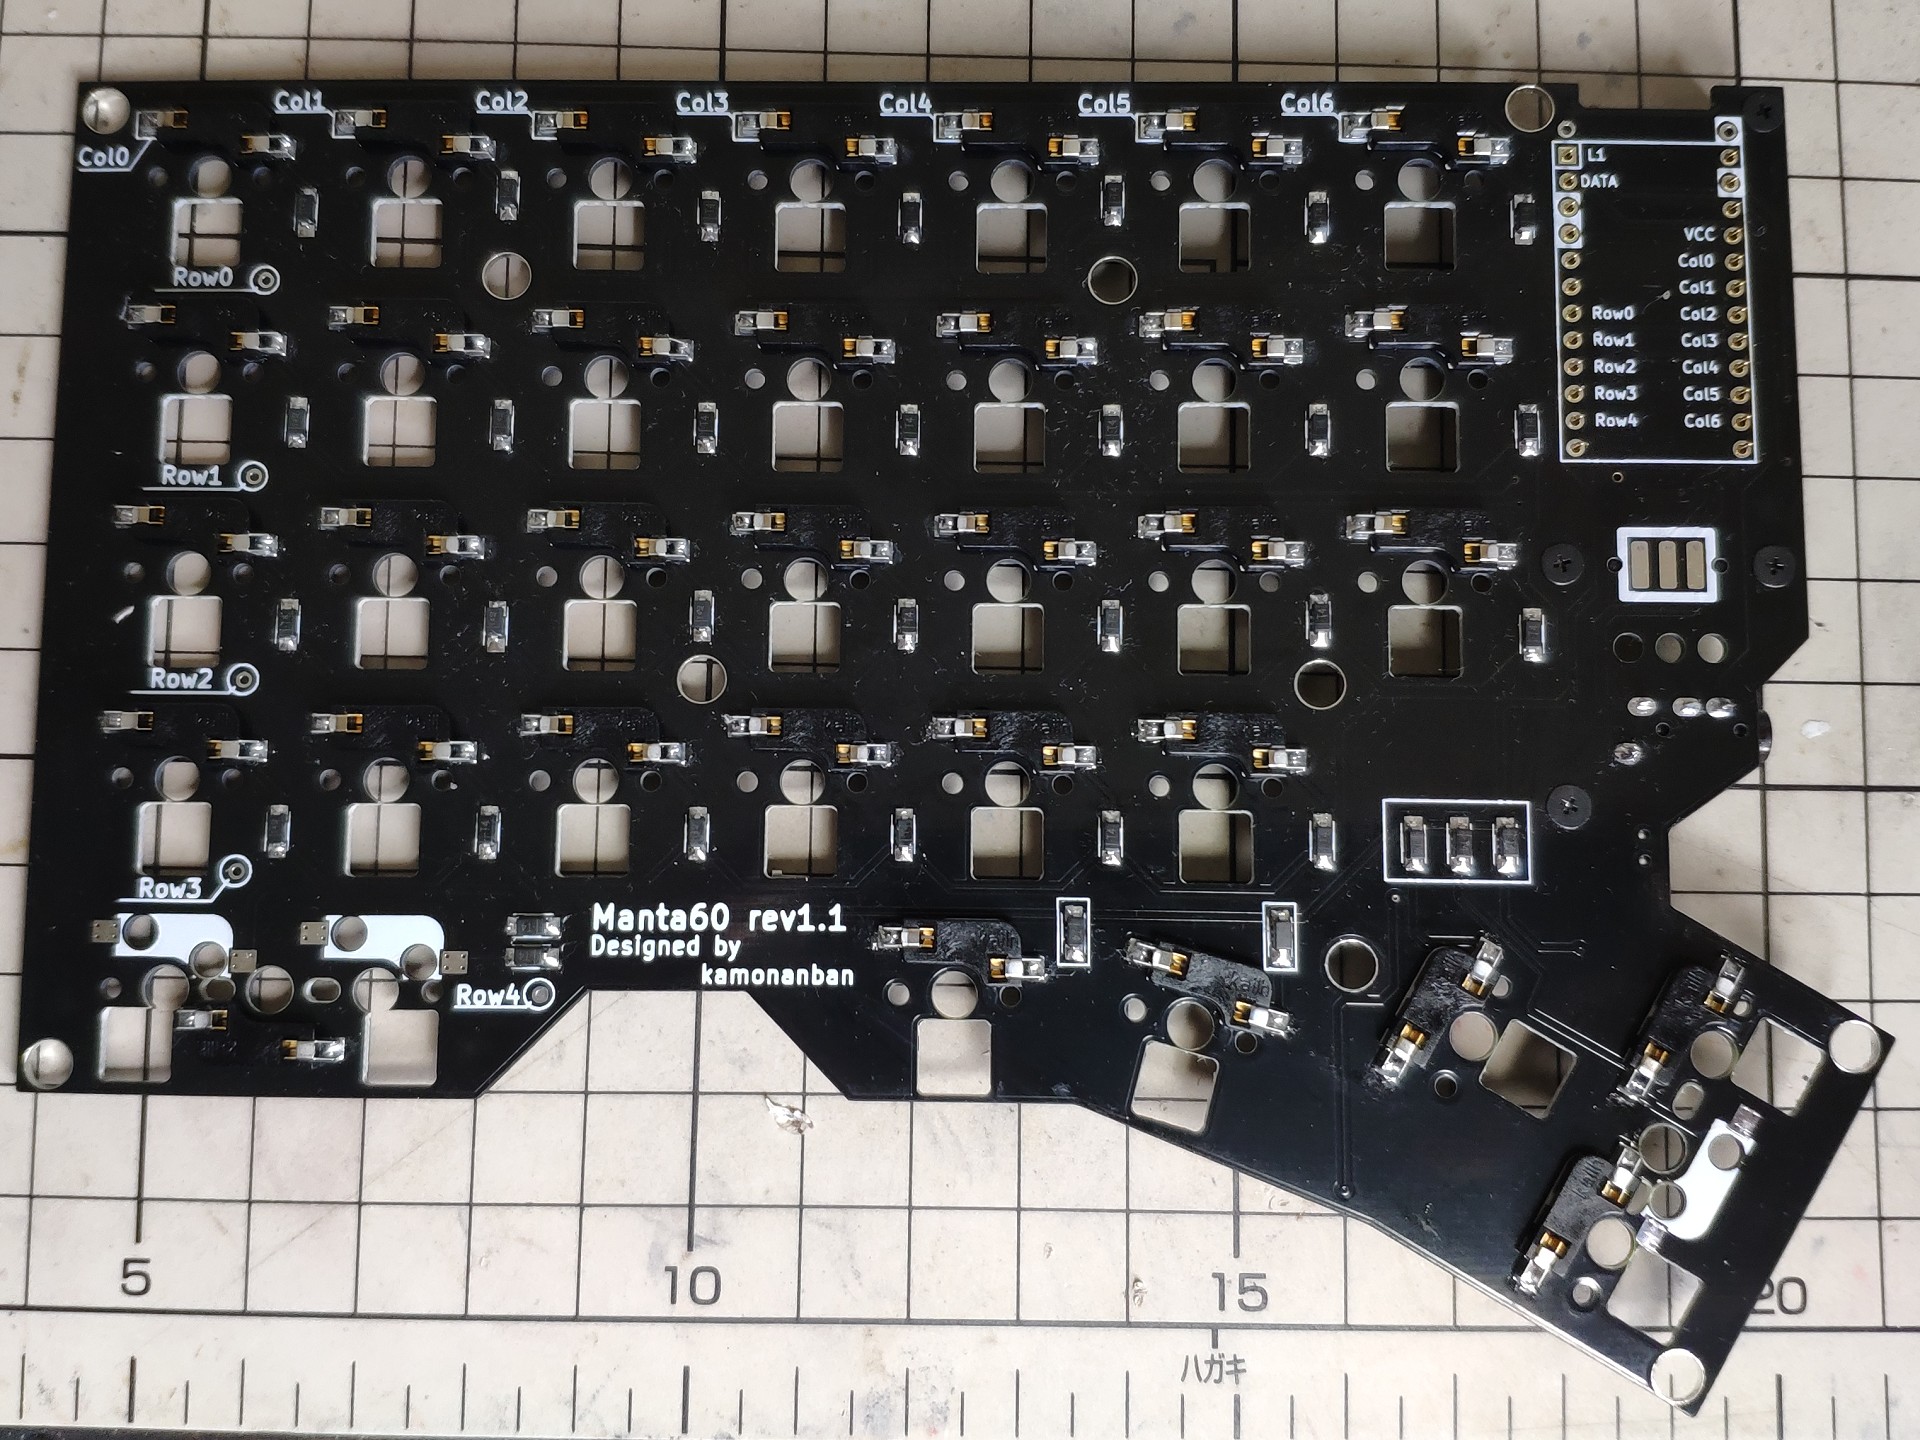 Col1 Col2 Col3 Col4 Col5 Col6
Col0
L1
DATA
VCC
Col0
Col1
Row0 Col2
Row1 Col3
Row2 Col4
Row3 Col5
Row4 Col6
Row0
Row1
Row2
Row3
Manta60 rev1.1
Designed by
kamonanban
Row4
5 10 15 20
ハガキ